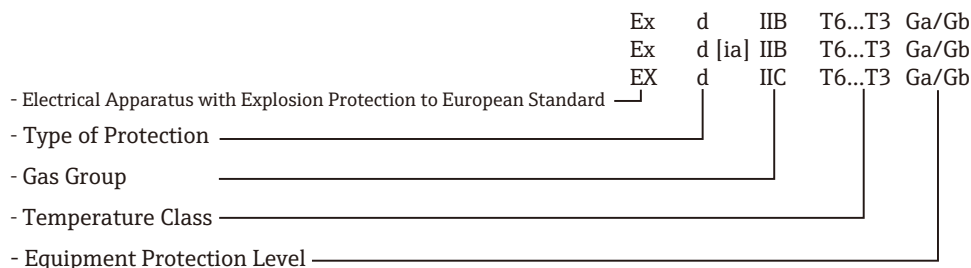 Ex d IIB T6...T3 Ga/Gb
Ex d [ia] IIB T6...T3 Ga/Gb
EX d IIC T6...T3 Ga/Gb
- Electrical Apparatus with Explosion Protection to European Standard
- Type of Protection
- Gas Group
- Temperature Class
- Equipment Protection Level